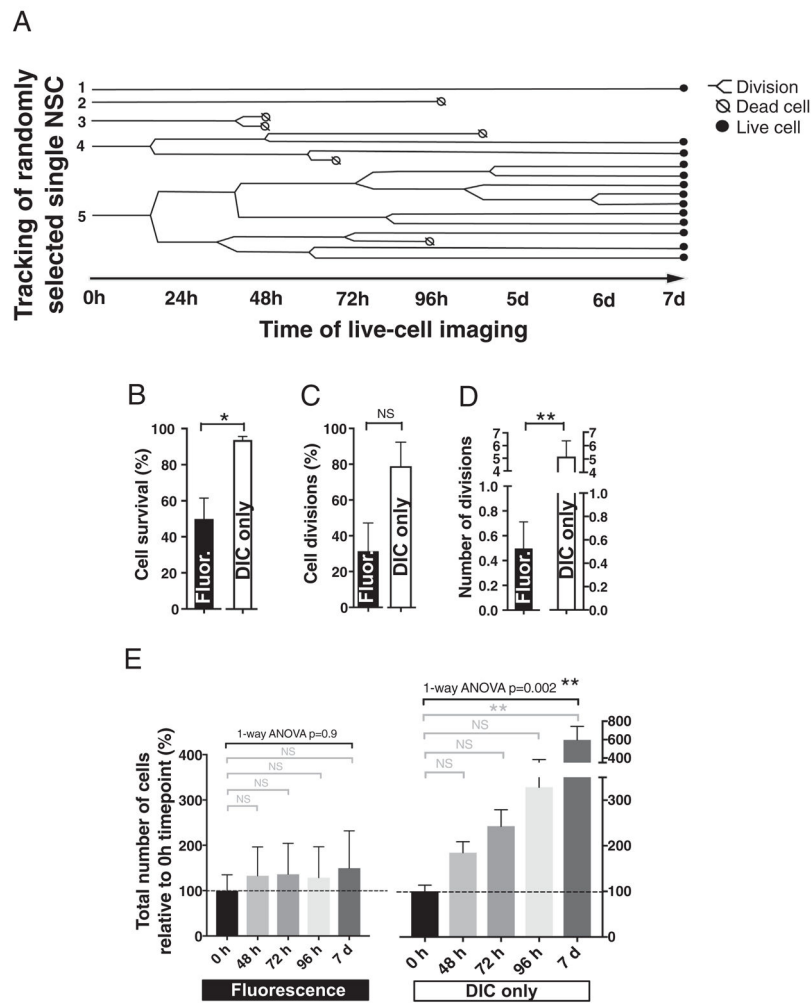 A
Tracking of randomly
selected single NSC
1
2
3
4
5
Division
Dead cell
Live cell
0h 24h 48h 72h 96h 5d 6d 7d
Time of live-cell imaging
B
*
Cell survival (%)
100
80
60
40
20
0
Fluor.
DIC only
C
NS
Cell divisions (%)
100
80
60
40
20
0
Fluor.
DIC only
D
**
Number of divisions
7
6
5
4
1.0
0.8
0.6
0.4
0.2
0.0
Fluor.
DIC only
7
6
5
4
1.0
0.8
0.6
0.4
0.2
0.0
E
Total number of cells
relative to 0h timepoint (%)
1-way ANOVA p=0.9
NS
NS
NS
NS
400
300
200
100
0
0 h 48 h 72 h 96 h 7 d
Fluorescence
1-way ANOVA p=0.002 **
**
NS
NS
NS
800
600
400
300
200
100
0
0 h 48 h 72 h 96 h 7 d
DIC only